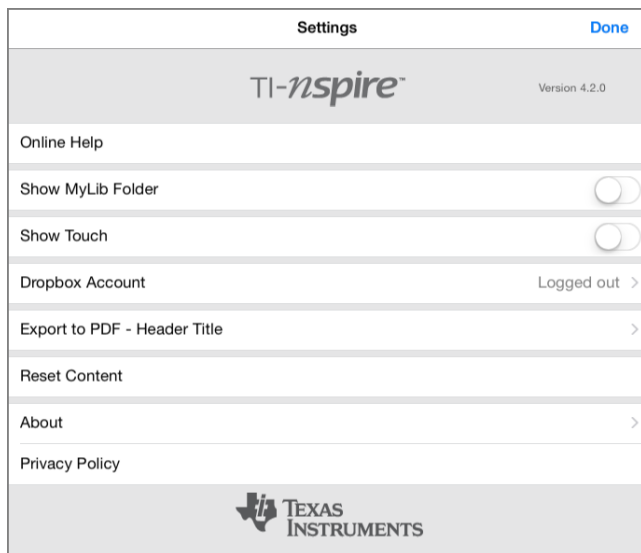 Settings Done
TI-nspire™ Version 4.2.0
Online Help
Show MyLib Folder
Show Touch
Dropbox Account Logged out
Export to PDF - Header Title
Reset Content
About
Privacy Policy
TEXAS
INSTRUMENTS